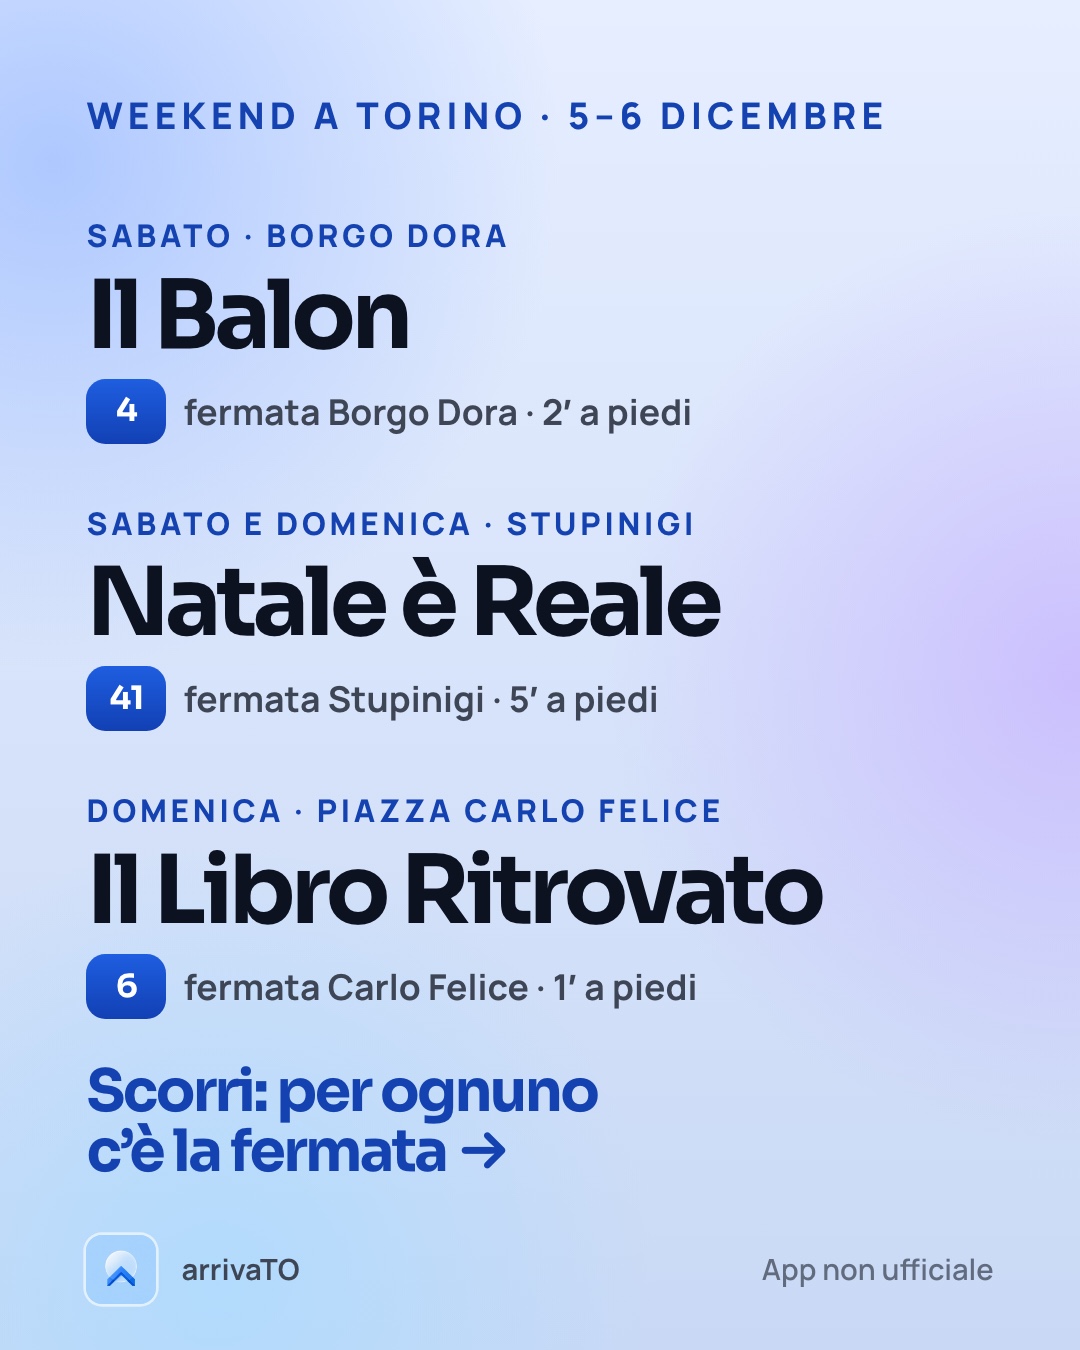 WEEKEND A TORINO · 5–6 DICEMBRE
SABATO · BORGO DORA
Il Balon
4 fermata Borgo Dora · 2′ a piedi
SABATO E DOMENICA · STUPINIGI
Natale è Reale
41 fermata Stupinigi · 5′ a piedi
DOMENICA · PIAZZA CARLO FELICE
Il Libro Ritrovato
6 fermata Carlo Felice · 1′ a piedi
Scorri: per ognuno
c’è la fermata →
arrivaTO
App non ufficiale